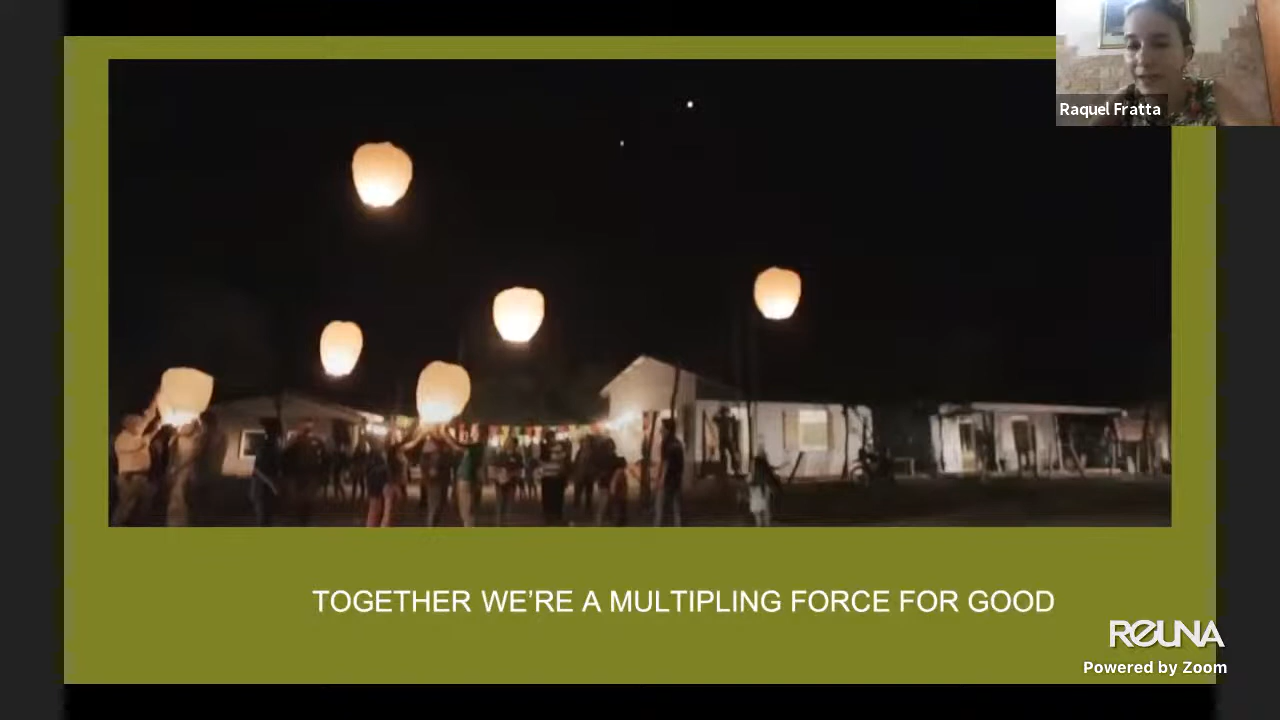 Raquel Fratta
TOGETHER WE'RE A MULTIPLING FORCE FOR GOOD
REUNA
Powered by Zoom